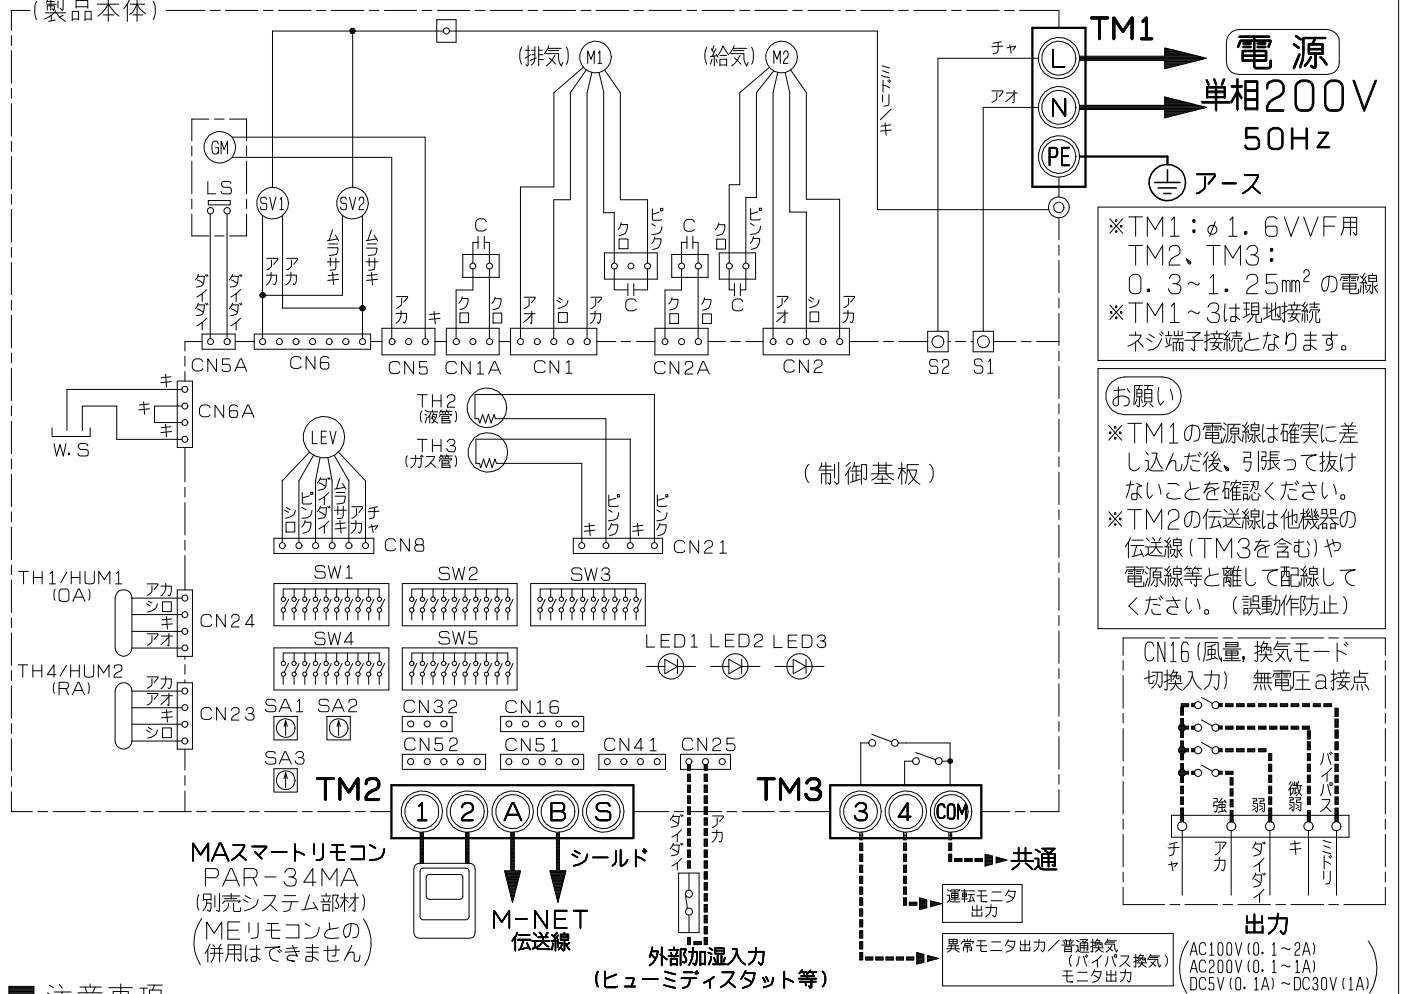 (製品本体)
TM1
L
N
PE
電源
単相200V
50Hz
アース
チャ
アオ
ミドリ/キ
(排気)
M1
(給気)
M2
GM
LS
SV1
SV2
ダイダイ
ダイダイ
アカ
アカ
ムラサキ
ムラサキ
アカ
キ
C
クロ
クロ
アオ
シロ
アカ
クロ
ピンク
C
C
クロ
クロ
クロ
ピンク
C
アオ
シロ
アカ
CN5A
CN6
CN5
CN1A
CN1
CN2A
CN2
S2
S1
※TM1:φ1.6VVF用
TM2、TM3:
0.3~1.25mm² の電線
※TM1~3は現地接続
ネジ端子接続となります。
お願い
※TM1の電源線は確実に差
し込んだ後、引張って抜け
ないことを確認ください。
※TM2の伝送線は他機器の
伝送線(TM3を含む)や
電源線等と離して配線して
ください。(誤動作防止)
キ
キ
キ
CN6A
W.S
LEV
シロ
ピンク
ダイダイ
ムラサキ
アカ
チャ
CN8
TH2
(液管)
TH3
(ガス管)
キ
ピンク
キ
ピンク
CN21
(制御基板)
TH1/HUM1
(OA)
アカ
シロ
キ
アオ
CN24
TH4/HUM2
(RA)
アカ
アオ
キ
シロ
CN23
SW1
SW2
SW3
SW4
SW5
LED1 LED2 LED3
SA1
SA2
SA3
CN32
CN16
CN52
CN51
CN41
CN25
TM2
1
2
A
B
S
TM3
3
4
COM
MAスマートリモコン
PAR-34MA
(別売システム部材)
(MEリモコンとの
併用はできません)
シールド
M-NET
伝送線
ダイダイ
アカ
外部加湿入力
(ヒューミディスタット等)
共通
運転モニタ
出力
異常モニタ出力/普通換気
(バイパス換気)
モニタ出力
CN16(風量,換気モード
切換入力) 無電圧a接点
強
弱
微弱
バイパス
チャ
アカ
ダイダイ
キ
ミドリ
出力
(AC100V(0.1~2A)
AC200V(0.1~1A)
DC5V(0.1A)~DC30V(1A))
注意事項